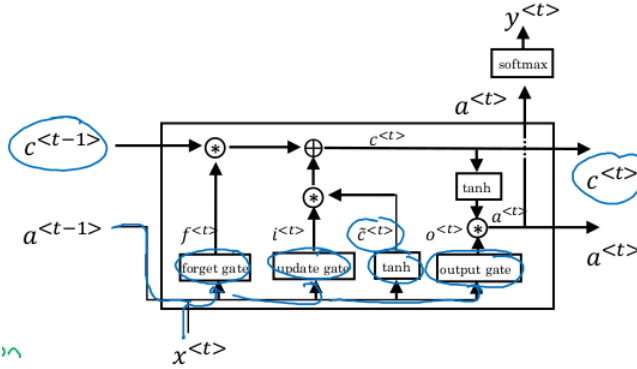 y<t>
softmax
a<t>
c<t-1>
c<t>
c<t>
tanh
a<t-1>
f<t>
i<t>
c̃<t>
o<t>
a<t>
a<t>
forget gate
update gate
tanh
output gate
x<t>